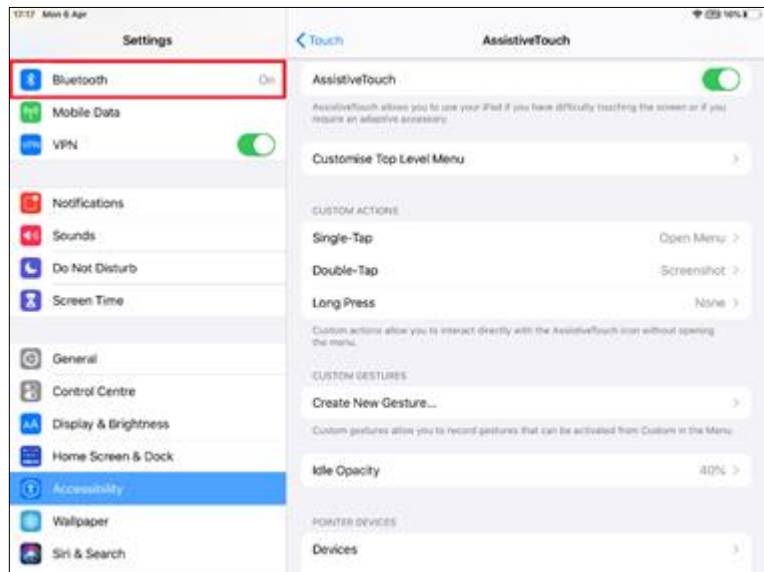 17:17 Mon 6 Apr
Settings
Bluetooth On
Mobile Data
VPN
Notifications
Sounds
Do Not Disturb
Screen Time
General
Control Centre
AA Display & Brightness
Home Screen & Dock
Accessibility
Wallpaper
Siri & Search
Touch
AssistiveTouch
AssistiveTouch
AssistiveTouch allows you to use your iPad if you have difficulty touching the screen or if you
require an adaptive accessory.
Customise Top Level Menu
CUSTOM ACTIONS
Single-Tap Open Menu
Double-Tap Screenshot
Long Press None
Custom actions allow you to interact directly with the AssistiveTouch icon without opening
the menu.
CUSTOM GESTURES
Create New Gesture...
Custom gestures allow you to record gestures that can be activated from Custom in the Menu.
Idle Opacity 40%
POINTER DEVICES
Devices